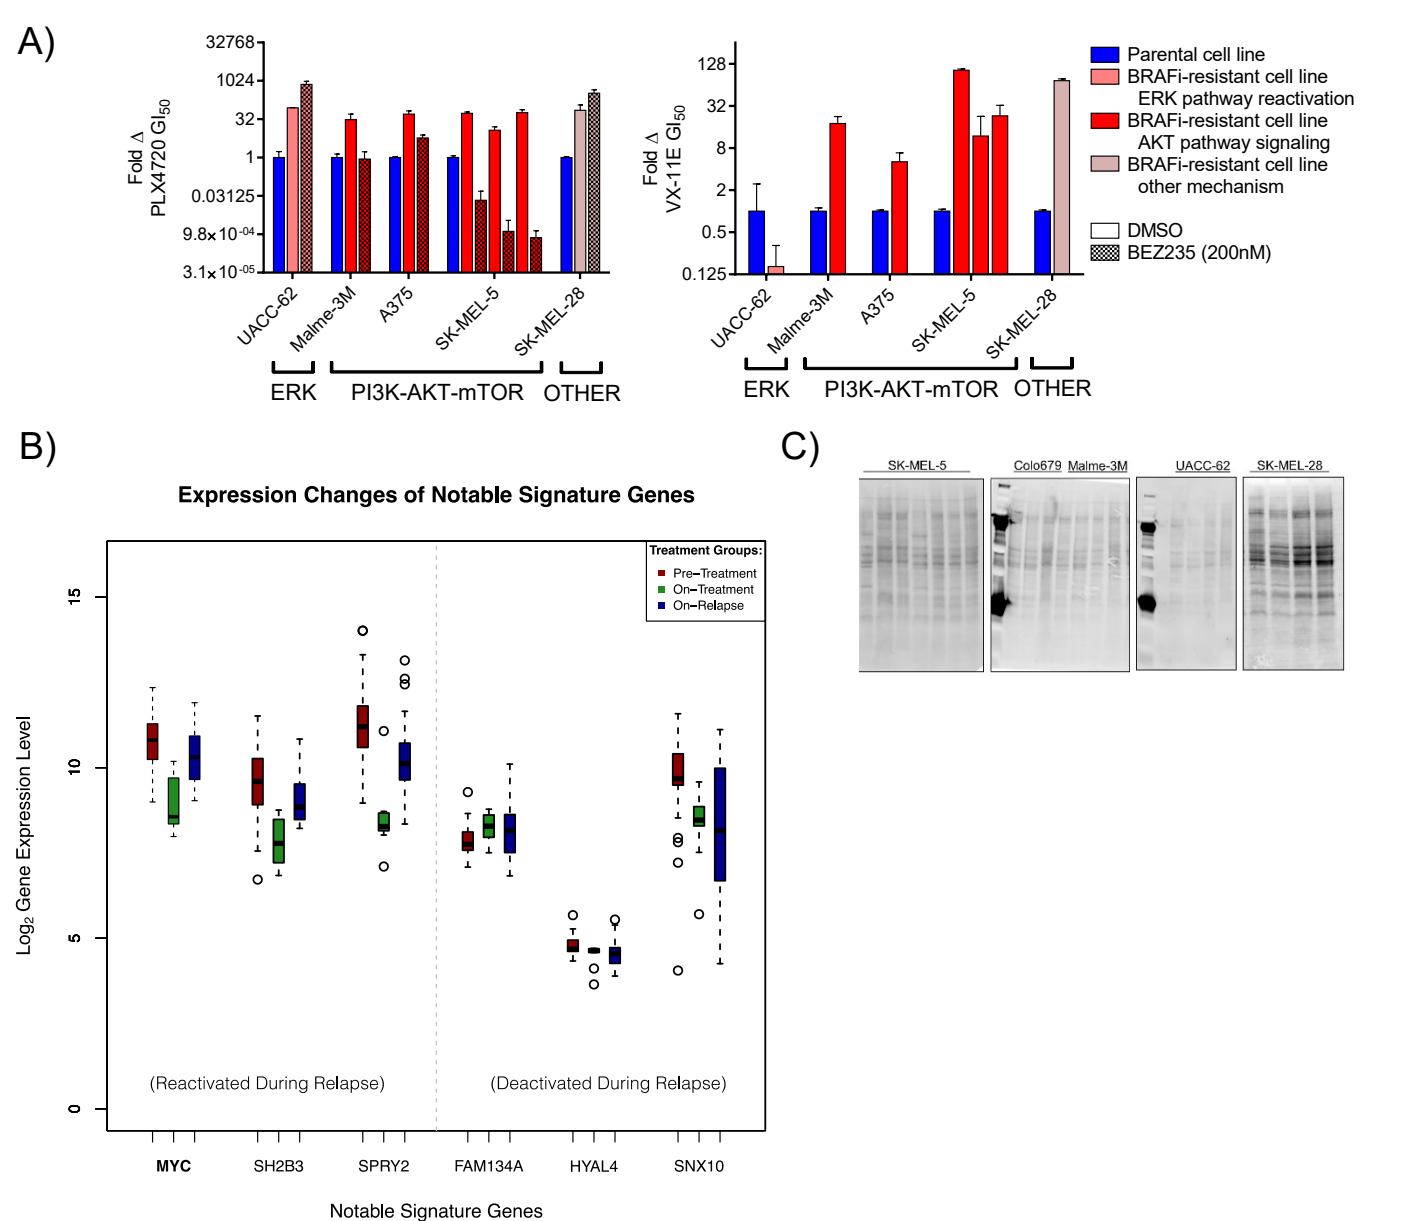 A)
Fold Δ
PLX4720 GI50
32768
1024
32
1
0.03125
9.8×10-04
3.1×10-05
UACC-62
Malme-3M
A375
SK-MEL-5
SK-MEL-28
ERK
PI3K-AKT-mTOR
OTHER
Fold Δ
VX-11E GI50
128
32
8
2
0.5
0.125
UACC-62
Malme-3M
A375
SK-MEL-5
SK-MEL-28
ERK
PI3K-AKT-mTOR
OTHER
Parental cell line
BRAFi-resistant cell line
ERK pathway reactivation
BRAFi-resistant cell line
AKT pathway signaling
BRAFi-resistant cell line
other mechanism
DMSO
BEZ235 (200nM)
B)
Expression Changes of Notable Signature Genes
Treatment Groups:
Pre−Treatment
On−Treatment
On−Relapse
Log2 Gene Expression Level
15
10
5
0
(Reactivated During Relapse)
(Deactivated During Relapse)
MYC
SH2B3
SPRY2
FAM134A
HYAL4
SNX10
Notable Signature Genes
C)
SK-MEL-5
Colo679
Malme-3M
UACC-62
SK-MEL-28